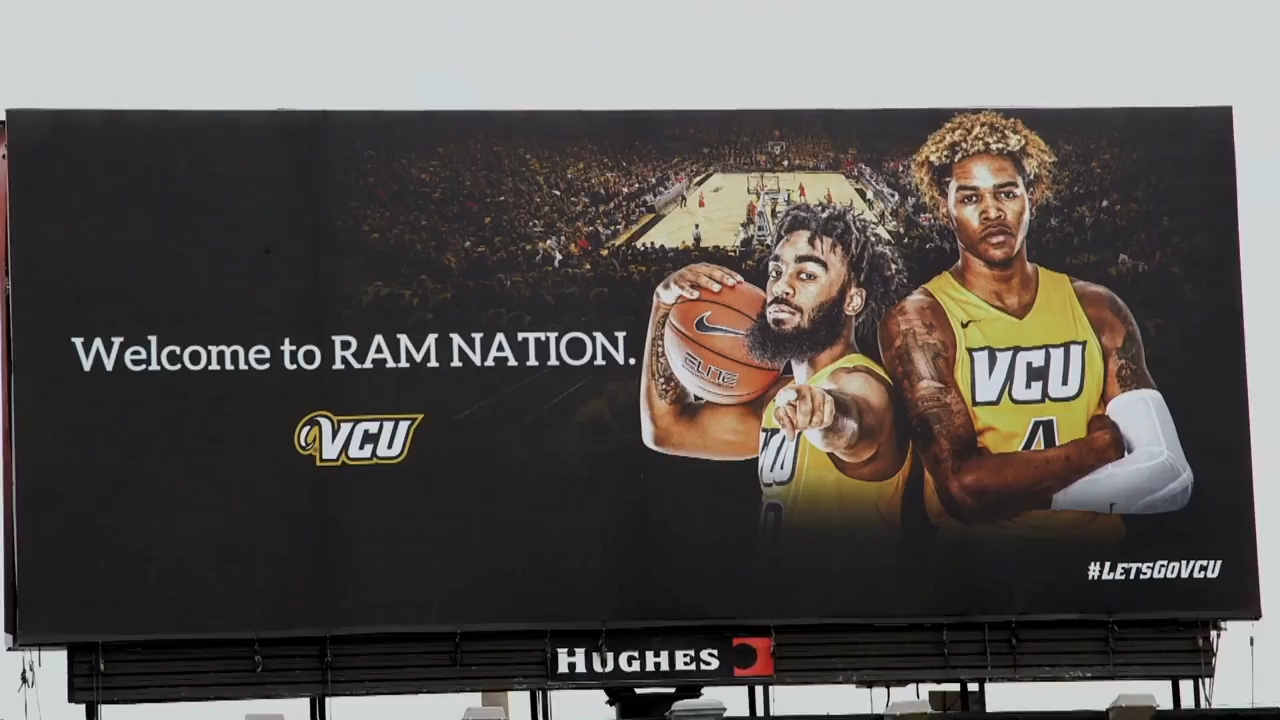 Welcome to RAM NATION.
VCU
ELITE
VCU
4
#LETSGOVCU
HUGHES